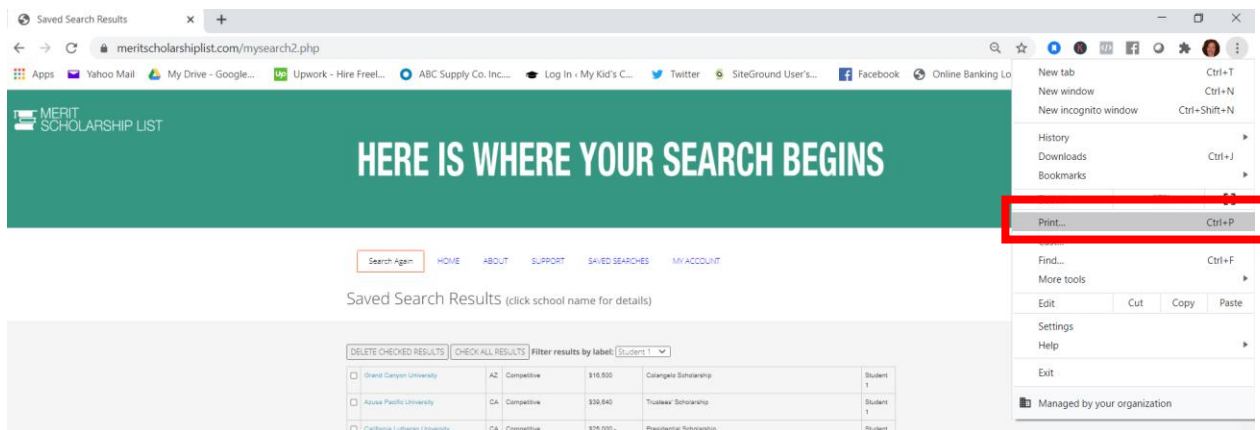 Saved Search Results
meritscholarshiplist.com/mysearch2.php
Apps Yahoo Mail My Drive - Google... Up Upwork - Hire Freel... ABC Supply Co. Inc.... Log In ‹ My Kid's C... Twitter SiteGround User's... Facebook Online Banking Lo
MERIT
SCHOLARSHIP LIST
HERE IS WHERE YOUR SEARCH BEGINS
Search Again HOME ABOUT SUPPORT SAVED SEARCHES MY ACCOUNT
Saved Search Results (click school name for details)
DELETE CHECKED RESULTS CHECK ALL RESULTS Filter results by label: Student 1
Grand Canyon University AZ Competitive $16,500 Colangelo Scholarship Student
1
Azusa Pacific University CA Competitive $39,640 Trustees' Scholarship Student
1
California Lutheran University CA Competitive $25,000 - Presidential Scholarship Student
New tab Ctrl+T
New window Ctrl+N
New incognito window Ctrl+Shift+N
History
Downloads Ctrl+J
Bookmarks
Print... Ctrl+P
Cast...
Find... Ctrl+F
More tools
Edit Cut Copy Paste
Settings
Help
Exit
Managed by your organization